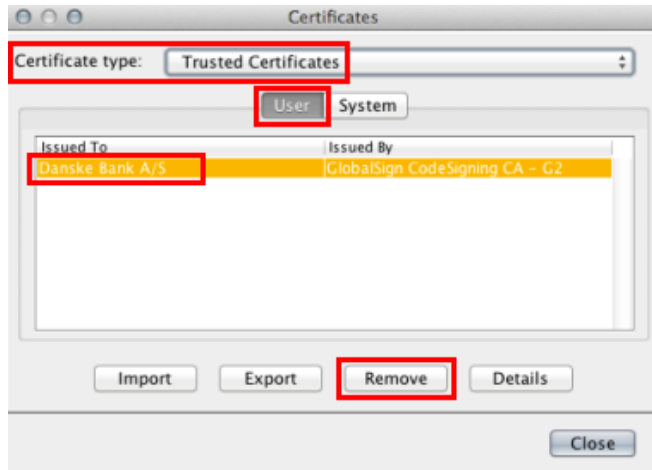 Certificates
Certificate type: Trusted Certificates
User System
Issued To Issued By
Danske Bank A/S GlobalSign CodeSigning CA - G2
Import Export Remove Details
Close